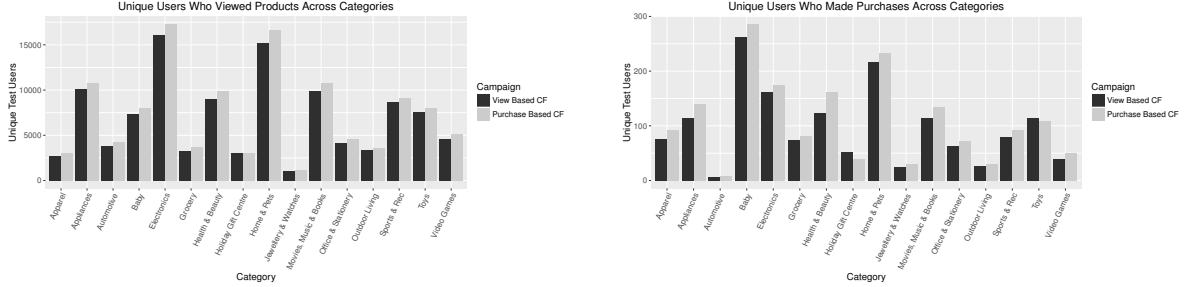 Unique Users Who Viewed Products Across Categories
Unique Test Users
15000
10000
5000
0
Apparel
Appliances
Automotive
Baby
Electronics
Grocery
Health & Beauty
Holiday Gift Centre
Home & Pets
Jawellery & Watches
Movies, Music & Books
Office & Stationery
Outdoor Living
Sports & Rec
Toys
Video Games
Category
Campaign
View Based CF
Purchase Based CF
Unique Users Who Made Purchases Across Categories
Unique Test Users
300
200
100
0
Apparel
Appliances
Automotive
Baby
Electronics
Grocery
Health & Beauty
Holiday Gift Centre
Home & Pets
Jawellery & Watches
Movies, Music & Books
Office & Stationery
Outdoor Living
Sports & Rec
Toys
Video Games
Category
Campaign
View Based CF
Purchase Based CF